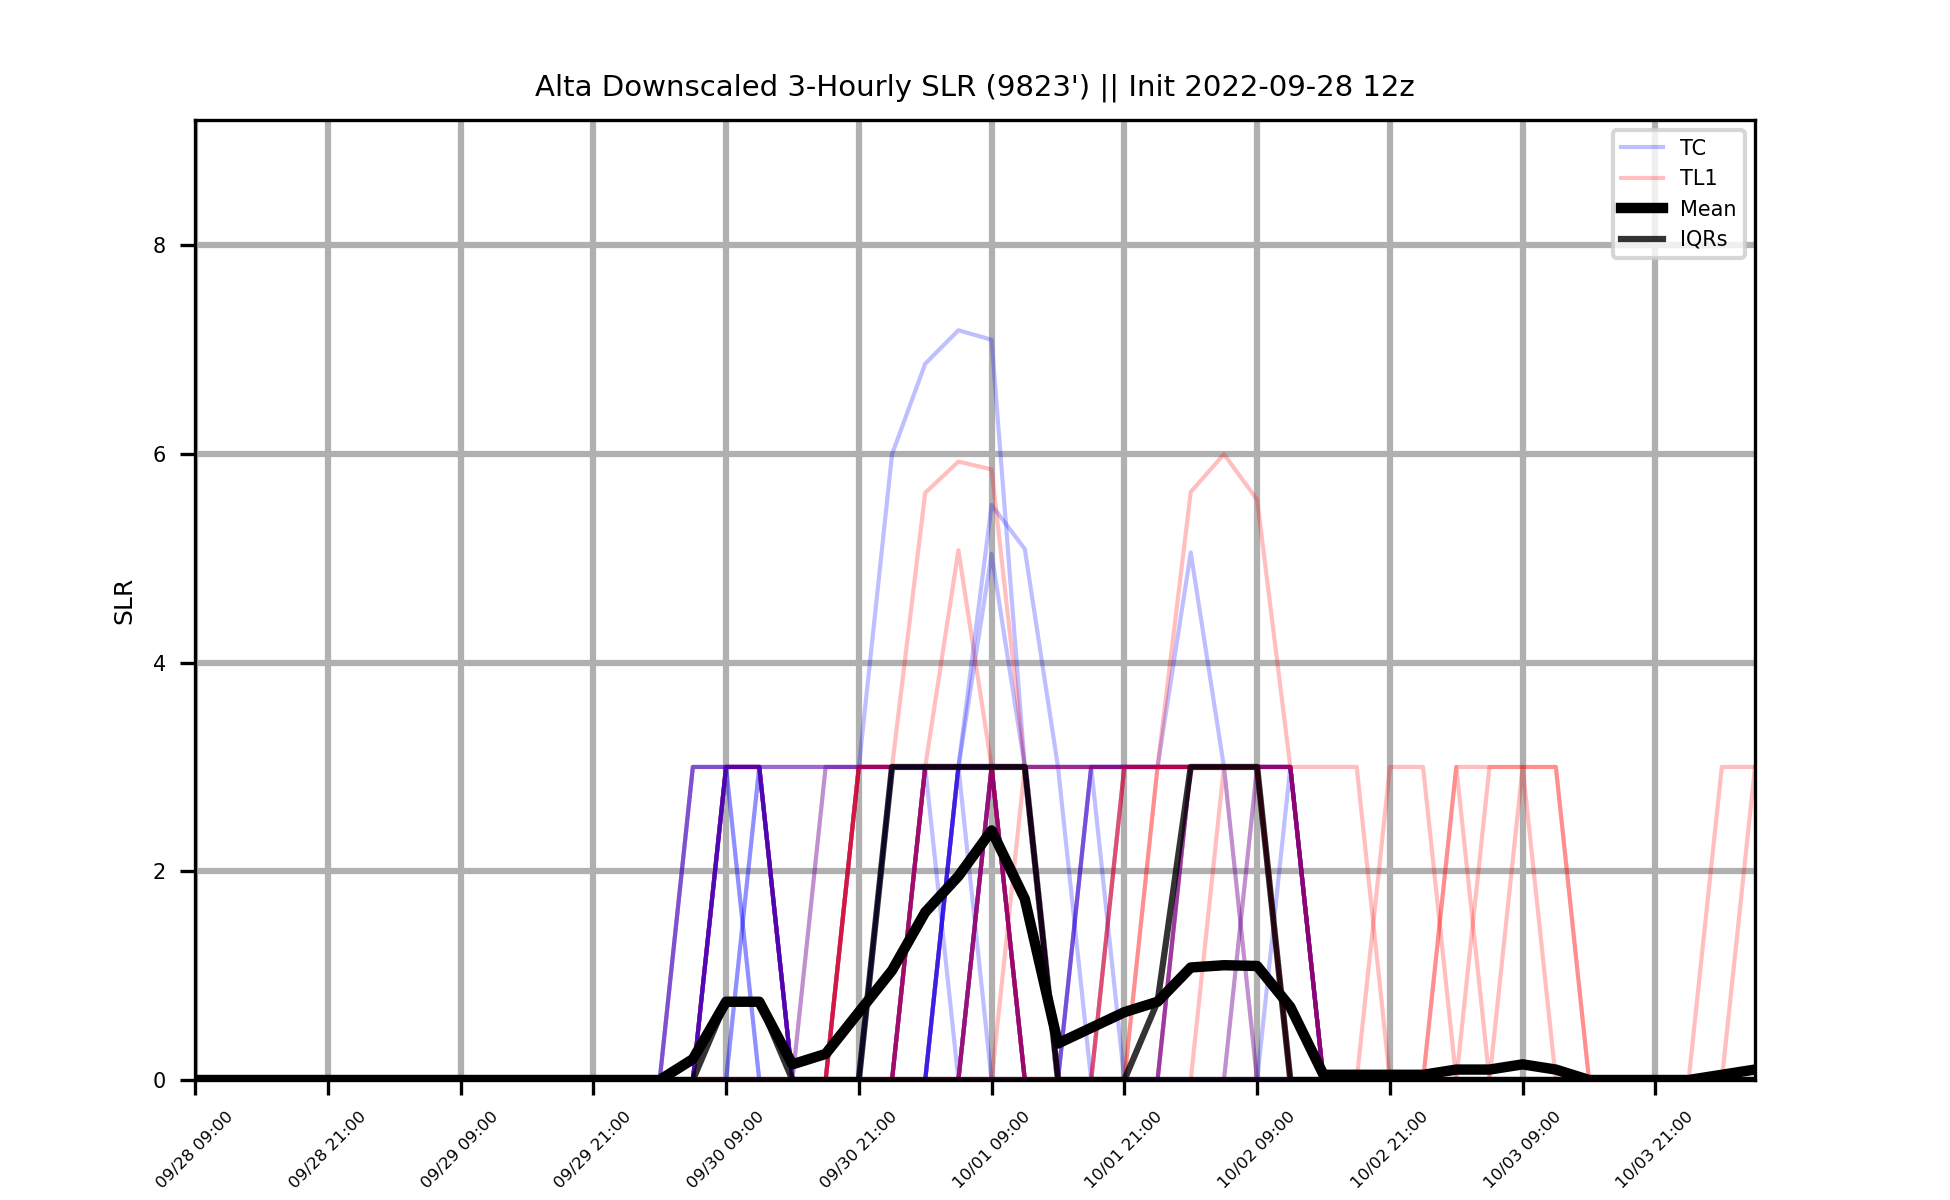 Alta Downscaled 3-Hourly SLR (9823') || Init 2022-09-28 12z
TC
TL1
Mean
IQRs
8
6
4
2
0
SLR
09/28 09:00
09/28 21:00
09/29 09:00
09/29 21:00
09/30 09:00
09/30 21:00
10/01 09:00
10/01 21:00
10/02 09:00
10/02 21:00
10/03 09:00
10/03 21:00